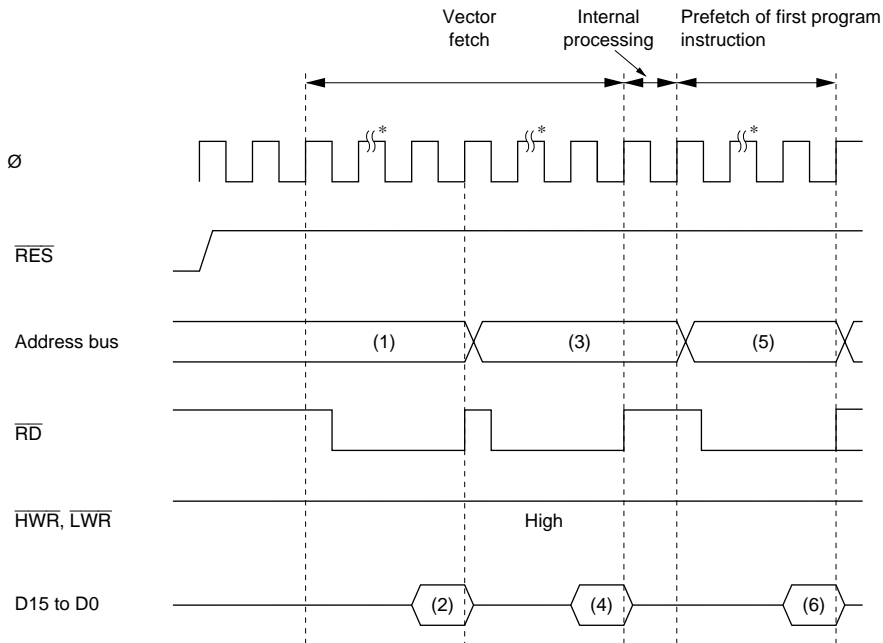 Vector
fetch
Internal
processing
Prefetch of first program
instruction
*
*
*
Ø
RES
Address bus
(1)
(3)
(5)
RD
HWR, LWR
High
D15 to D0
(2)
(4)
(6)